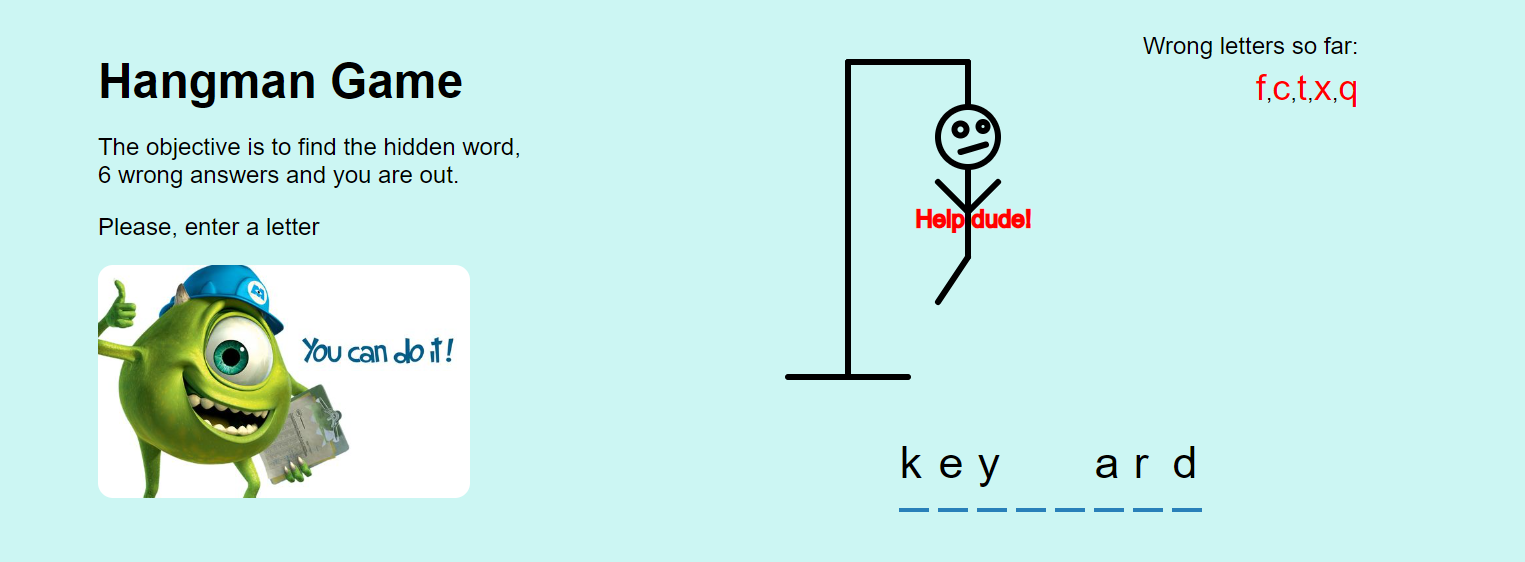 Hangman Game
The objective is to find the hidden word,
6 wrong answers and you are out.
Please, enter a letter
You can do it!
Wrong letters so far:
f,c,t,x,q
Help dude!
k e y a r d